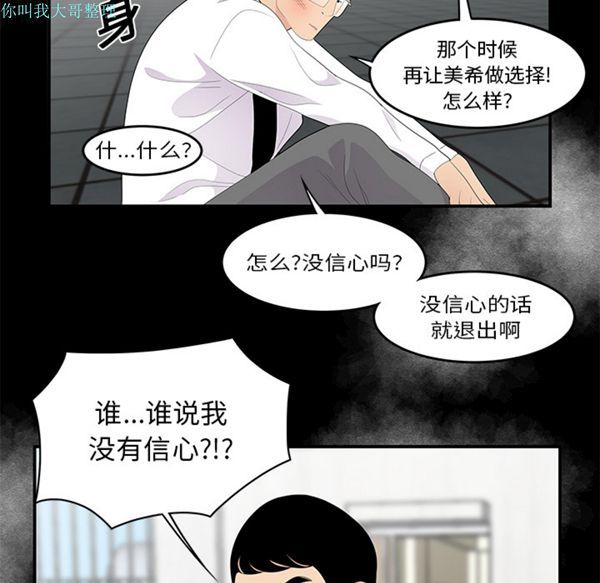 你叫我大哥整理
身
那个时候
再让美希做选择!
怎么样?
什...什么?
怎么?没信心吗?
没信心的话
就退出啊
谁...谁说我
没有信心?!?